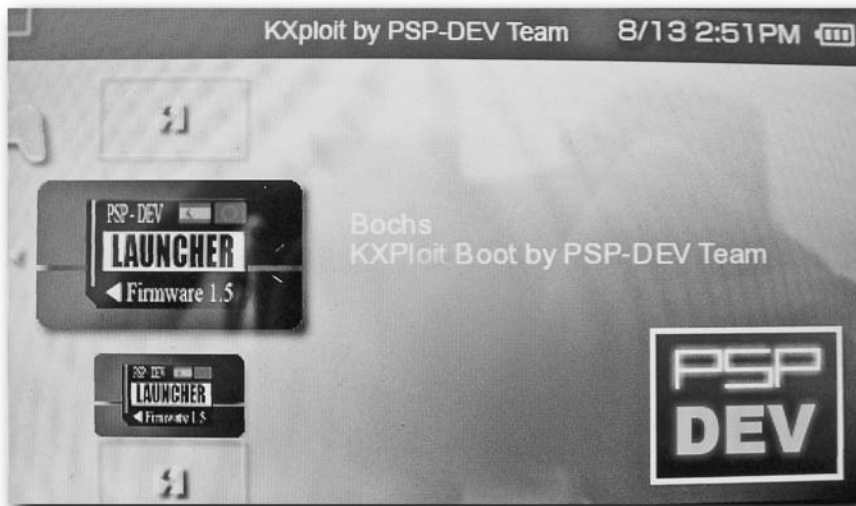 KXploit by PSP-DEV Team 8/13 2:51PM
PSP-DEV
LAUNCHER
Firmware 1.5
Bochs
KXPloit Boot by PSP-DEV Team
PSP-DEV
LAUNCHER
Firmware 1.5
PSP
DEV